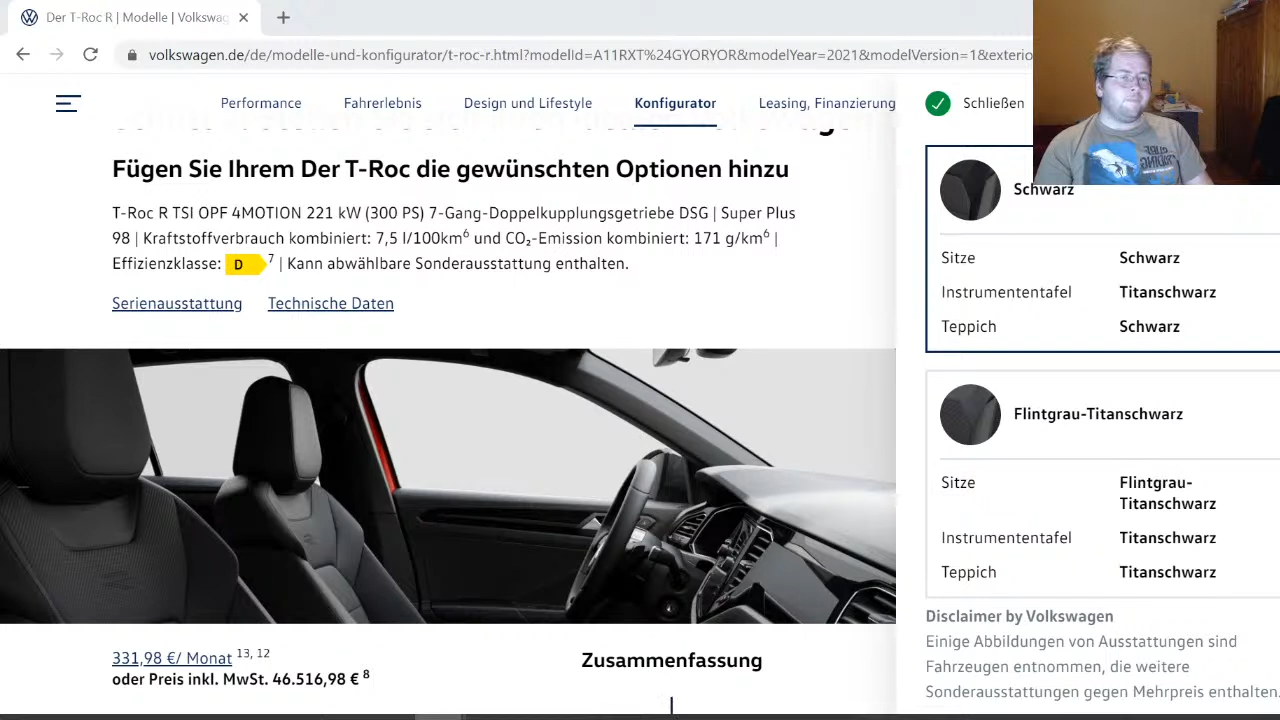 Der T-Roc R | Modelle | Volkswag
volkswagen.de/de/modelle-und-konfigurator/t-roc-r.html?modelId=A11RXT%24GYORYOR&modelYear=2021&modelVersion=1&exterio
Performance Fahrerlebnis Design und Lifestyle Konfigurator Leasing, Finanzierung Schließen
Fügen Sie Ihrem Der T-Roc die gewünschten Optionen hinzu
T-Roc R TSI OPF 4MOTION 221 kW (300 PS) 7-Gang-Doppelkupplungsgetriebe DSG | Super Plus
98 | Kraftstoffverbrauch kombiniert: 7,5 l/100km⁶ und CO₂-Emission kombiniert: 171 g/km⁶ |
Effizienzklasse: D ⁷ | Kann abwählbare Sonderausstattung enthalten.
Serienausstattung Technische Daten
331,98 €/ Monat 13, 12
oder Preis inkl. MwSt. 46.516,98 € 8
Zusammenfassung
Schwarz
Sitze Schwarz
Instrumententafel Titanschwarz
Teppich Schwarz
Flintgrau-Titanschwarz
Sitze Flintgrau-
Titanschwarz
Instrumententafel Titanschwarz
Teppich Titanschwarz
Disclaimer by Volkswagen
Einige Abbildungen von Ausstattungen sind
Fahrzeugen entnommen, die weitere
Sonderausstattungen gegen Mehrpreis enthalten.